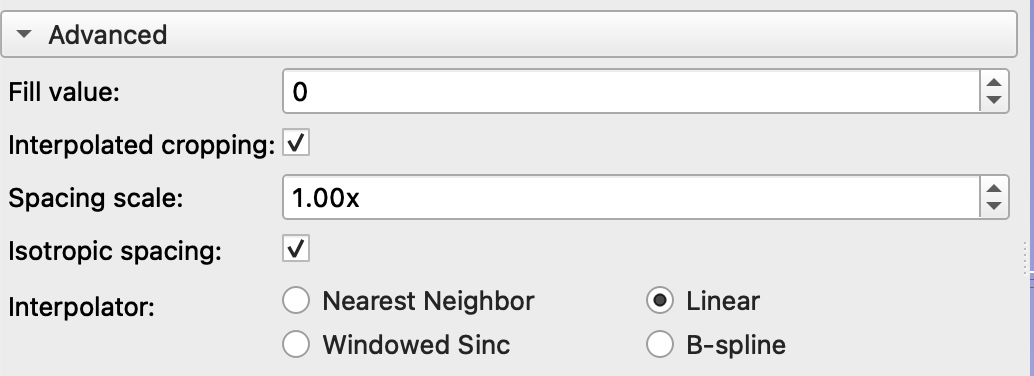 Advanced
Fill value: 0
Interpolated cropping:
Spacing scale: 1.00x
Isotropic spacing:
Interpolator: Nearest Neighbor Linear
Windowed Sinc B-spline